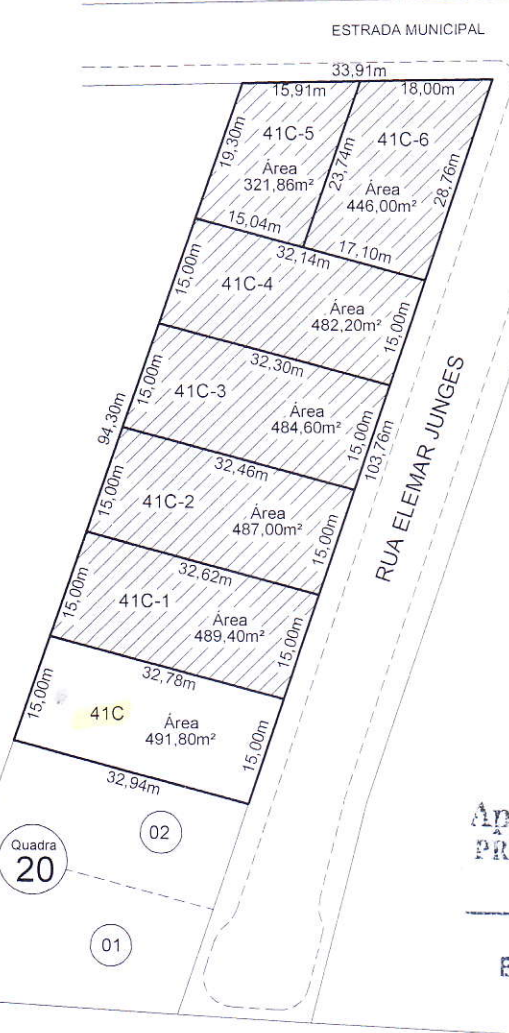 ESTRADA MUNICIPAL
33,91m
15,91m
18,00m
19,30m
41C-5
Área
321,86m²
23,74m
41C-6
Área
446,00m²
28,76m
15,04m
17,10m
32,14m
15,00m
41C-4
Área
482,20m²
15,00m
32,30m
15,00m
41C-3
Área
484,60m²
15,00m
94,30m
103,76m
RUA ELEMAR JUNGES
32,46m
15,00m
41C-2
Área
487,00m²
15,00m
32,62m
15,00m
41C-1
Área
489,40m²
15,00m
32,78m
15,00m
41C
Área
491,80m²
15,00m
32,94m
02
Quadra
20
01
Ap
PR